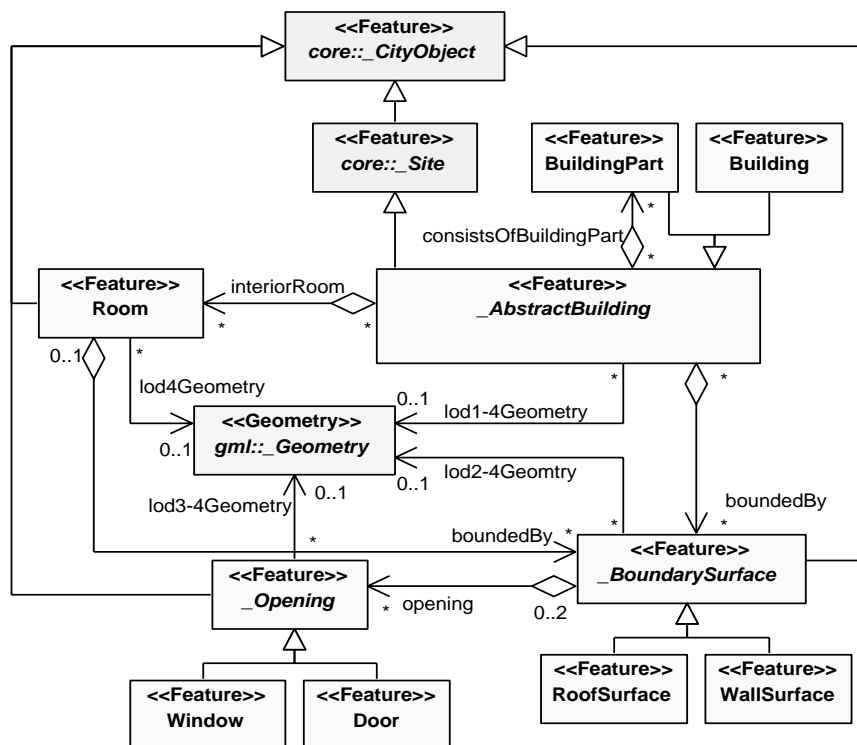 <<Feature>>
core::_CityObject
<<Feature>>
core::_Site
<<Feature>>
BuildingPart
<<Feature>>
Building
*
consistsOfBuildingPart
*
<<Feature>>
Room
interiorRoom
*
*
<<Feature>>
_AbstractBuilding
0..1
*
*
*
lod4Geometry
0..1
lod1-4Geometry
<<Geometry>>
gml::_Geometry
0..1
0..1
lod2-4Geomtry
lod3-4Geometry
0..1
boundedBy
*
boundedBy
*
*
*
<<Feature>>
_BoundarySurface
<<Feature>>
_Opening
*
opening
0..2
<<Feature>>
Window
<<Feature>>
Door
<<Feature>>
RoofSurface
<<Feature>>
WallSurface